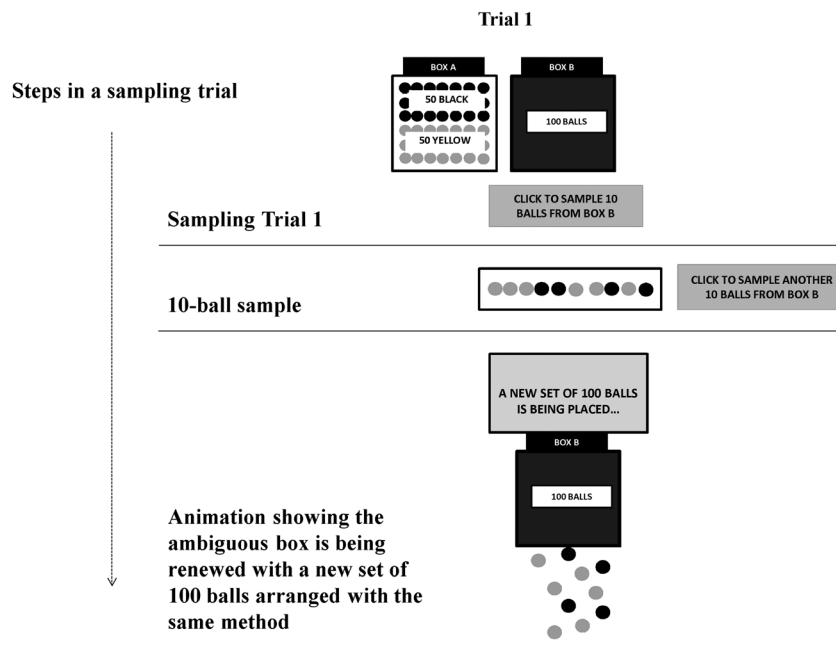 Trial 1
Steps in a sampling trial
BOX A
BOX B
50 BLACK
50 YELLOW
100 BALLS
CLICK TO SAMPLE 10
BALLS FROM BOX B
Sampling Trial 1
10-ball sample
CLICK TO SAMPLE ANOTHER
10 BALLS FROM BOX B
A NEW SET OF 100 BALLS
IS BEING PLACED...
BOX B
100 BALLS
Animation showing the
ambiguous box is being
renewed with a new set of
100 balls arranged with the
same method